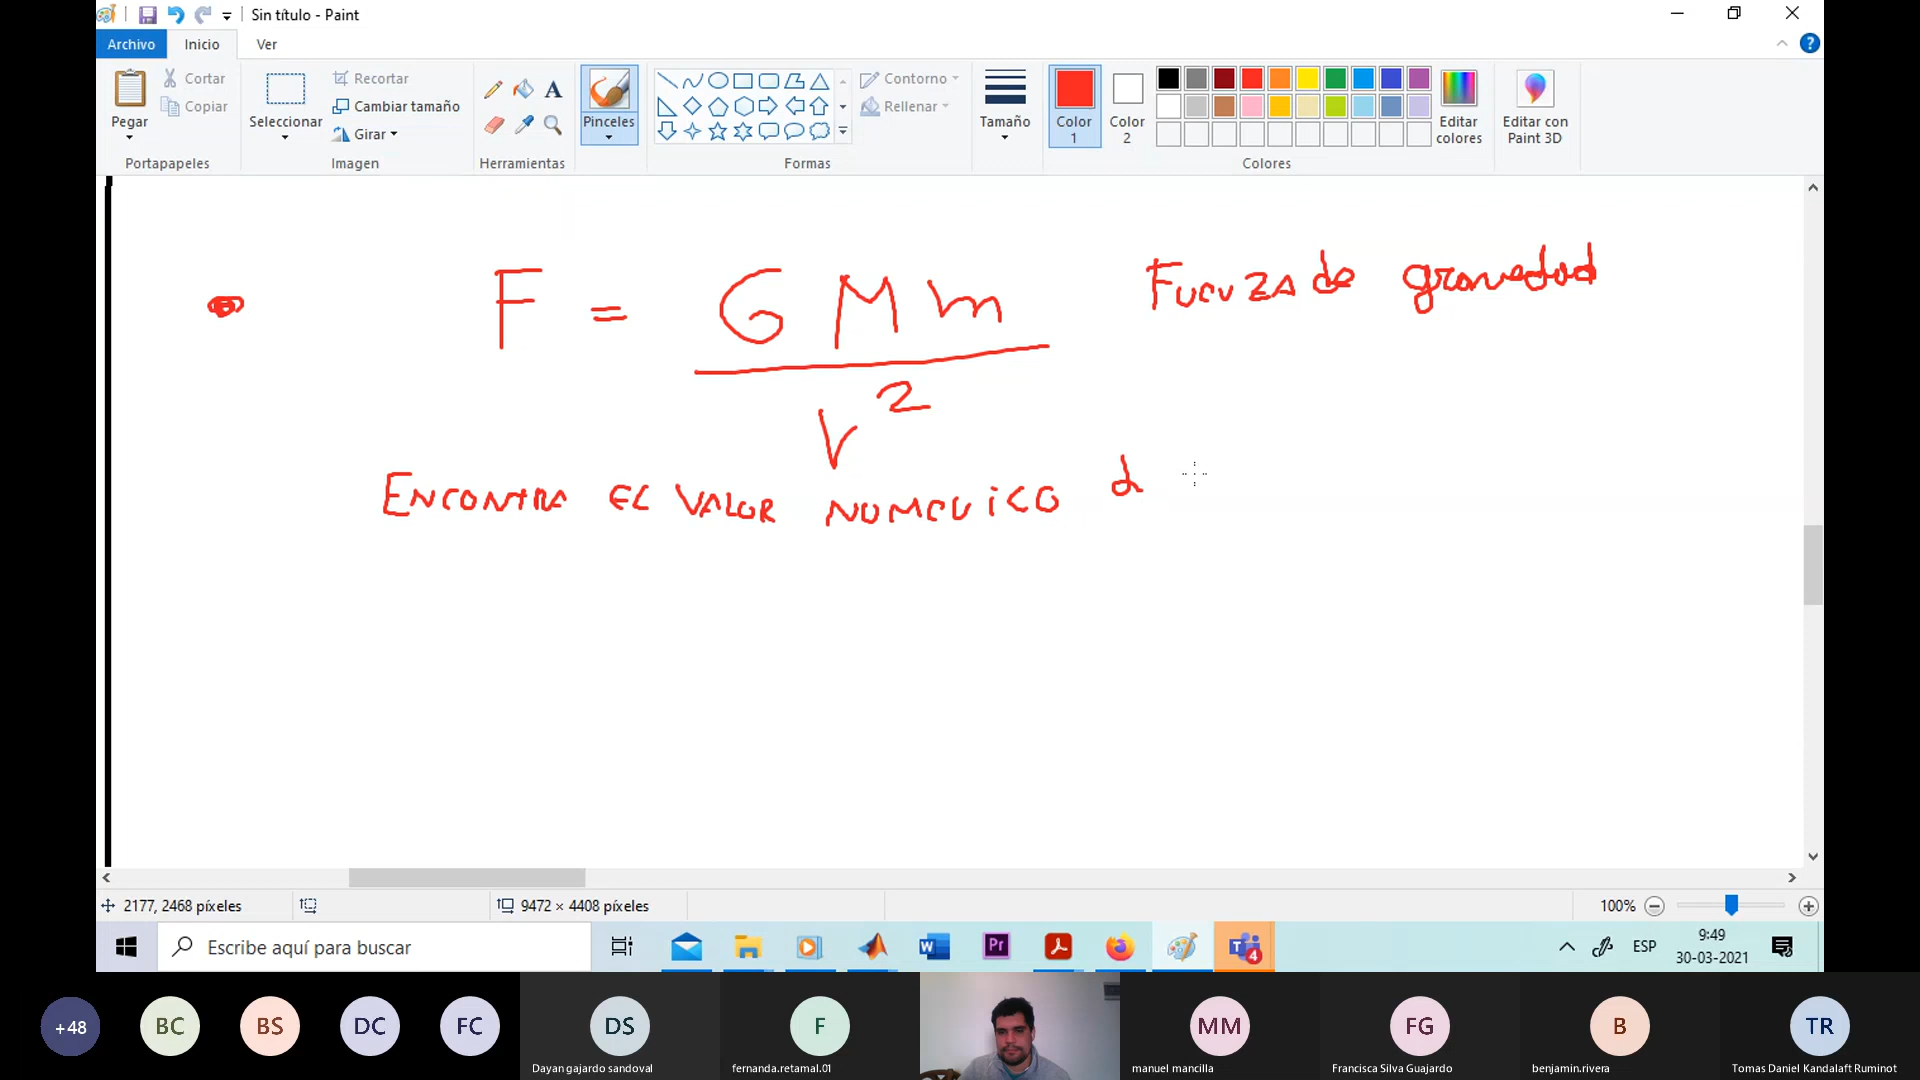 Sin título - Paint
Archivo Inicio Ver
Pegar Cortar Copiar Portapapeles
Seleccionar Recortar Cambiar tamaño Girar Imagen
Herramientas
Pinceles
Contorno Rellenar Formas
Tamaño
Color 1 Color 2 Editar colores Colores
Editar con Paint 3D
F = G M m Fuerza de gravedad
r 2
ENCONTRA EL VALOR NUMERICO d
2177, 2468 píxeles 9472 × 4408 píxeles 100%
Escribe aquí para buscar W Pr 4 ESP 9:49
30-03-2021
+48 BC BS DC FC DS F MM FG B TR
Dayan gajardo sandoval fernanda.retamal.01 manuel mancilla Francisca Silva Guajardo benjamin.rivera Tomas Daniel Kandalaft Ruminot